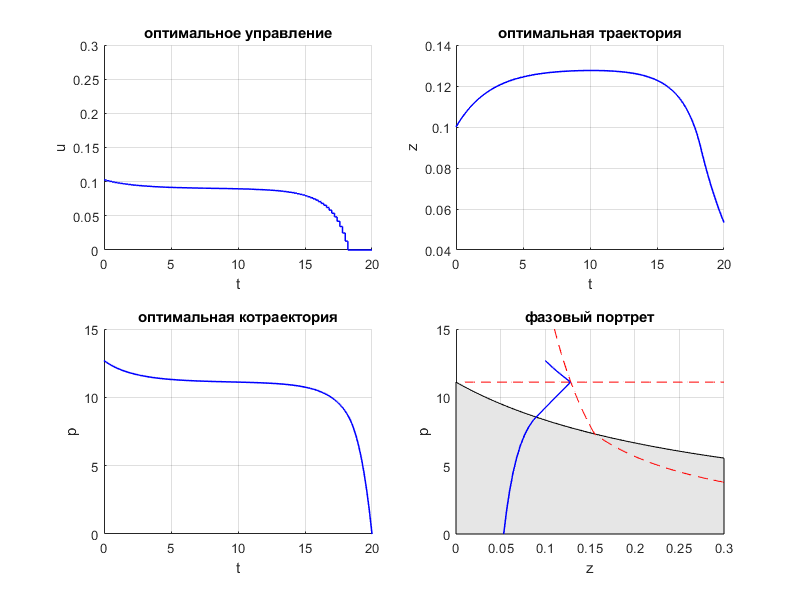 оптимальное управление
0.3
0.25
0.2
0.15
0.1
0.05
0
u
0 5 10 15 20
t
оптимальная траектория
0.14
0.12
0.1
0.08
0.06
0.04
z
0 5 10 15 20
t
оптимальная котраектория
15
10
5
0
p
0 5 10 15 20
t
фазовый портрет
15
10
5
0
p
0 0.05 0.1 0.15 0.2 0.25 0.3
z